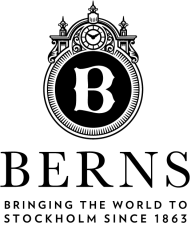 B
BERNS
BRINGING THE WORLD TO
STOCKHOLM SINCE 1863